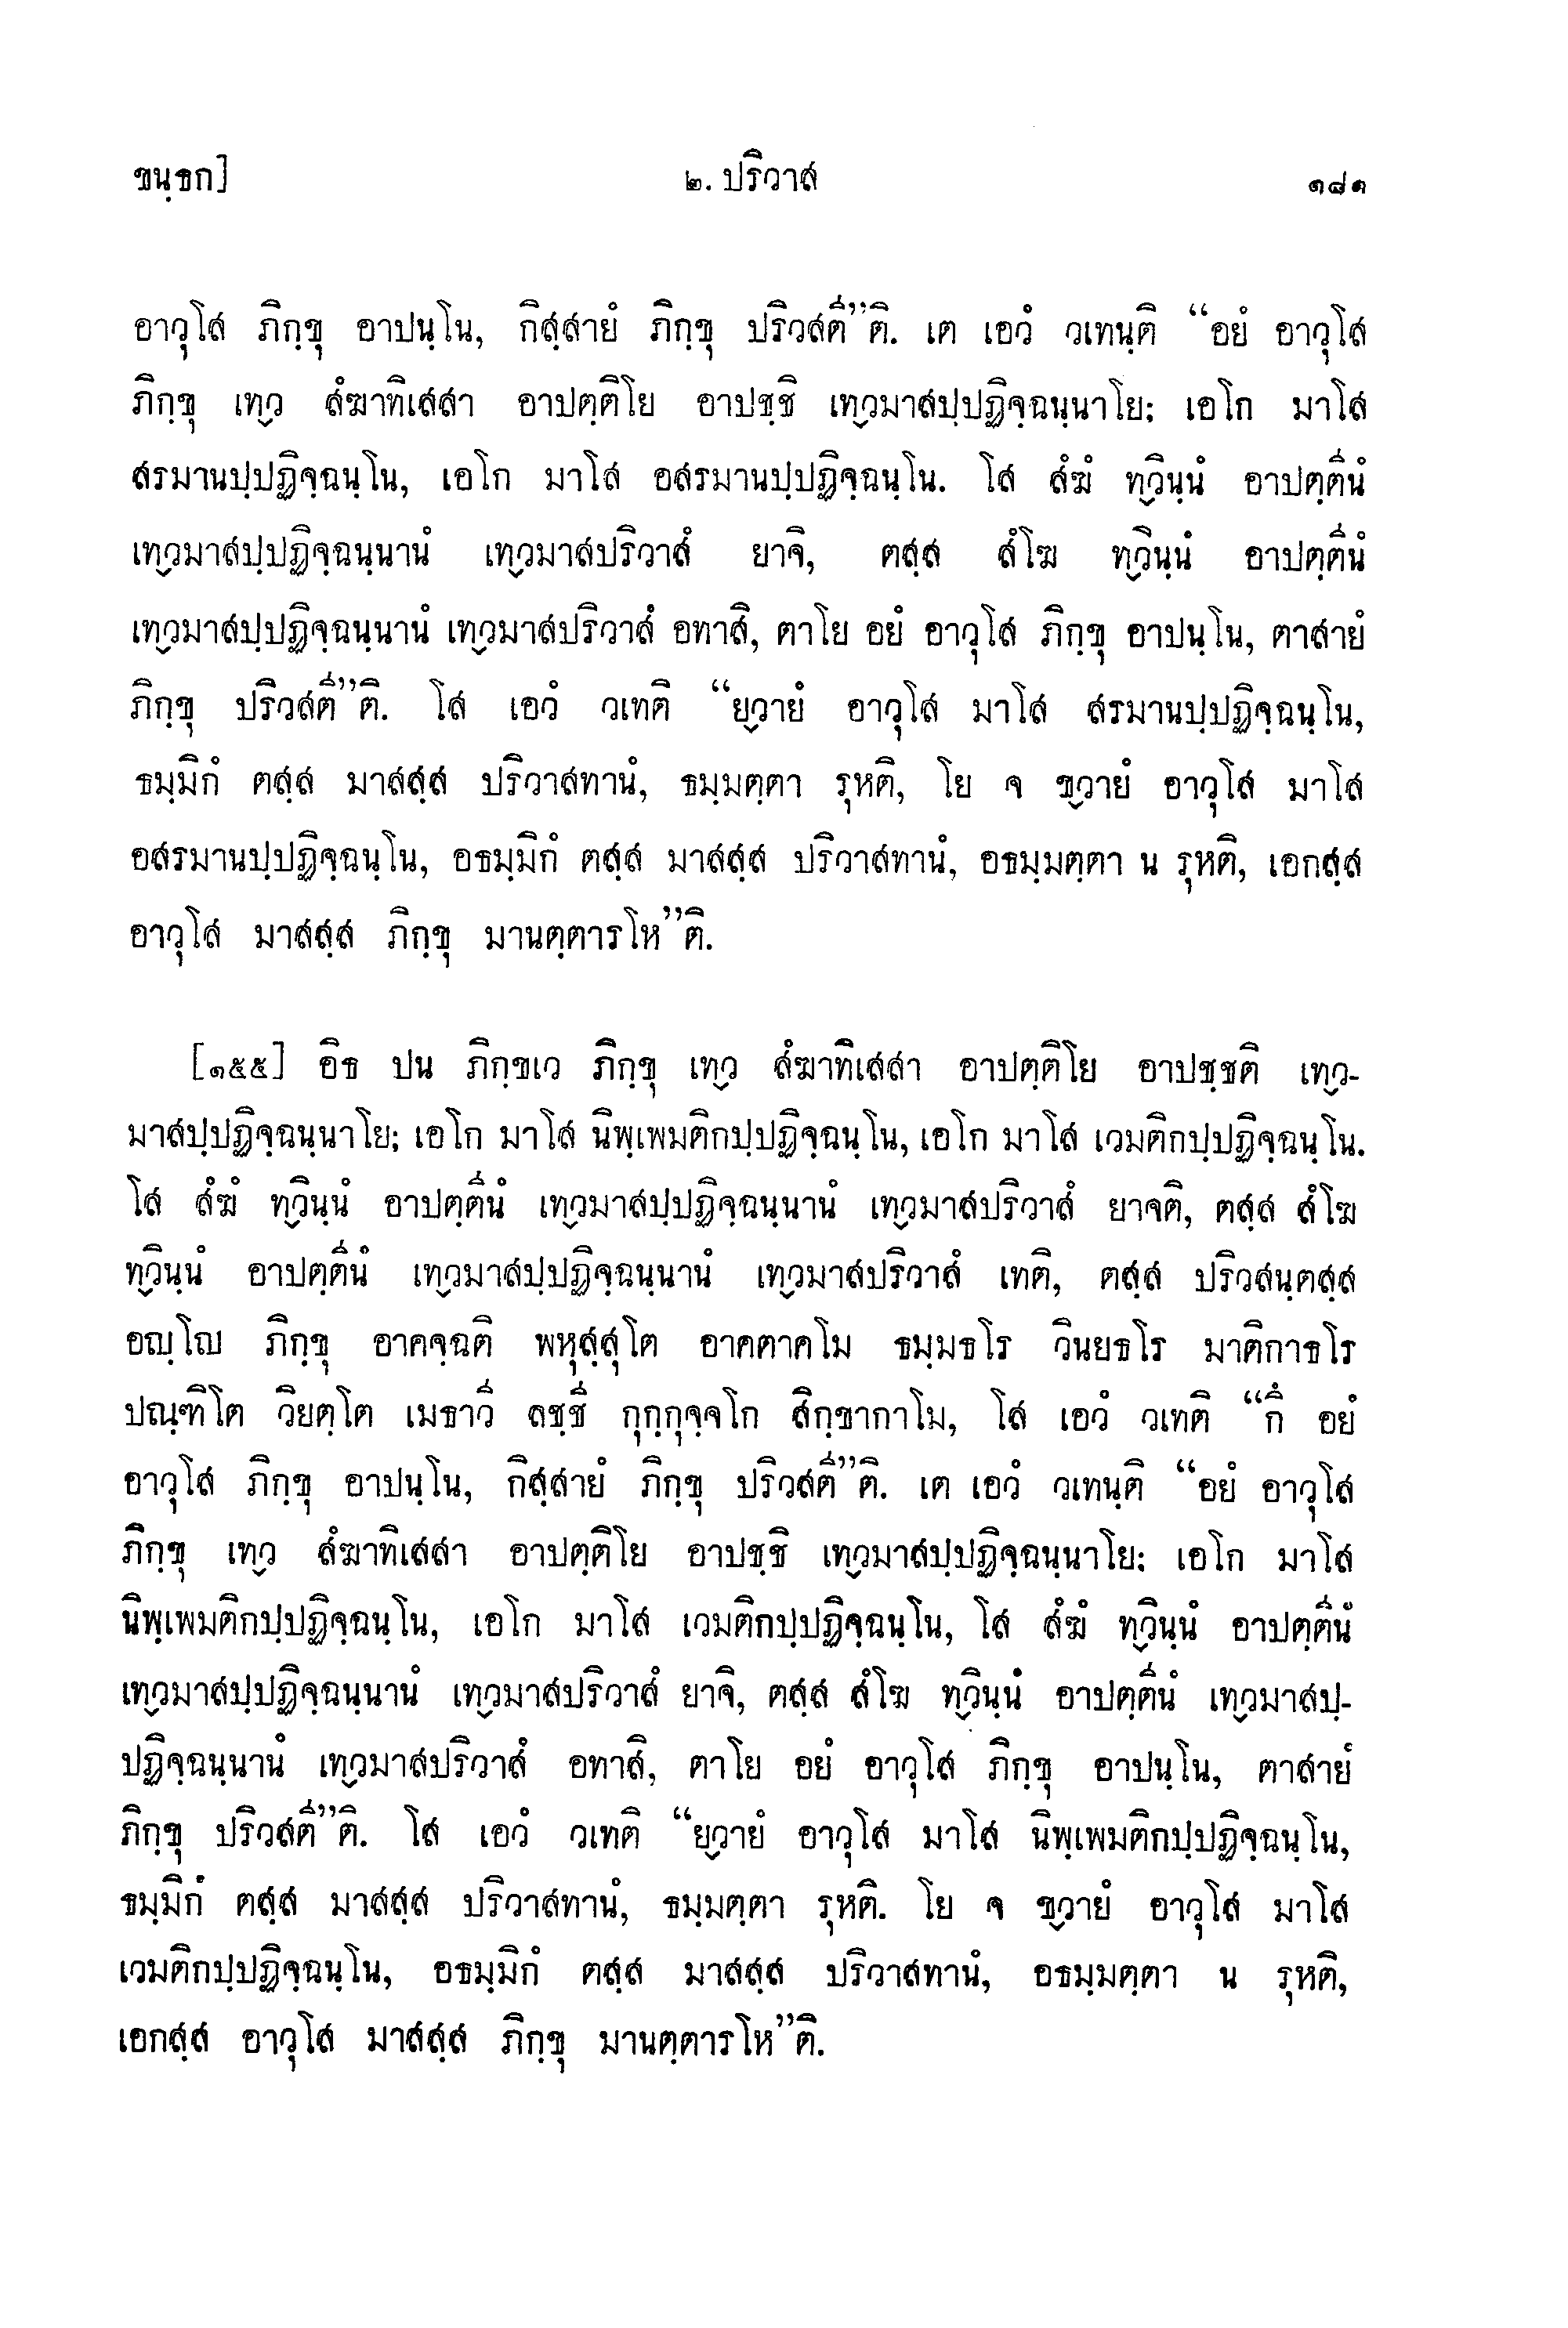 ขนฺธก]
๒. ปริวาส
๑๘๑
อาวุโส ภิกฺขุ อาปนฺโน, กิสฺสายํ ภิกฺขุ ปริวสตี”ติ. เต เอวํ วเทนฺติ “อยํ อาวุโส
ภิกฺขุ เทฺว สํฆาทิเสสา อาปตฺติโย อาปชฺชิ เทฺวมาสปฺปฏิจฺฉนฺนาโย; เอโก มาโส
สรมานปฺปฏิจฺฉนฺโน, เอโก มาโส อสรมานปฺปฏิจฺฉนฺโน. โส สํฆํ ทฺวินฺนํ อาปตฺตีนํ
เทฺวมาสปฺปฏิจฺฉนฺนานํ เทฺวมาสปริวาสํ ยาจิ, ตสฺส สํโฆ ทฺวินฺนํ อาปตฺตีนํ
เทฺวมาสปฺปฏิจฺฉนฺนานํ เทฺวมาสปริวาสํ อทาสิ, ตาโย อยํ อาวุโส ภิกฺขุ อาปนฺโน, ตาสายํ
ภิกฺขุ ปริวสตี”ติ. โส เอวํ วเทติ “ยฺวายํ อาวุโส มาโส สรมานปฺปฏิจฺฉนฺโน,
ธมฺมิกํ ตสฺส มาสสฺส ปริวาสทานํ, ธมฺมตฺตา รุหติ, โย จ ขฺวายํ อาวุโส มาโส
อสรมานปฺปฏิจฺฉนฺโน, อธมฺมิกํ ตสฺส มาสสฺส ปริวาสทานํ, อธมฺมตฺตา น รุหติ, เอกสฺส
อาวุโส มาสสฺส ภิกฺขุ มานตฺตารโห”ติ.
[๑๕๕] อิธ ปน ภิกฺขเว ภิกฺขุ เทฺว สํฆาทิเสสา อาปตฺติโย อาปชฺชติ เทฺว-
มาสปฺปฏิจฺฉนฺนาโย; เอโก มาโส นิพฺเพมติกปฺปฏิจฺฉนฺโน, เอโก มาโส เวมติกปฺปฏิจฺฉนฺโน.
โส สํฆํ ทฺวินฺนํ อาปตฺตีนํ เทฺวมาสปฺปฏิจฺฉนฺนานํ เทฺวมาสปริวาสํ ยาจติ, ตสฺส สํโฆ
ทฺวินฺนํ อาปตฺตีนํ เทฺวมาสปฺปฏิจฺฉนฺนานํ เทฺวมาสปริวาสํ เทติ, ตสฺส ปริวสนฺตสฺส
อญฺโญ ภิกฺขุ อาคจฺฉติ พหุสฺสุโต อาคตาคโม ธมฺมธโร วินยธโร มาติกาธโร
ปณฺฑิโต วิยตฺโต เมธาวี ลชฺชี กุกฺกุจฺจโก สิกฺขากาโม, โส เอวํ วเทติ “กึ อยํ
อาวุโส ภิกฺขุ อาปนฺโน, กิสฺสายํ ภิกฺขุ ปริวสตี”ติ. เต เอวํ วเทนฺติ “อยํ อาวุโส
ภิกฺขุ เทฺว สํฆาทิเสสา อาปตฺติโย อาปชฺชิ เทฺวมาสปฺปฏิจฺฉนฺนาโย; เอโก มาโส
นิพฺเพมติกปฺปฏิจฺฉนฺโน, เอโก มาโส เวมติกปฺปฏิจฺฉนฺโน, โส สํฆํ ทฺวินฺนํ อาปตฺตีนํ
เทฺวมาสปฺปฏิจฺฉนฺนานํ เทฺวมาสปริวาสํ ยาจิ, ตสฺส สํโฆ ทฺวินฺนํ อาปตฺตีนํ เทฺวมาสปฺ-
ปฏิจฺฉนฺนานํ เทฺวมาสปริวาสํ อทาสิ, ตาโย อยํ อาวุโส ภิกฺขุ อาปนฺโน, ตาสายํ
ภิกฺขุ ปริวสตี”ติ. โส เอวํ วเทติ “ยฺวายํ อาวุโส มาโส นิพฺเพมติกปฺปฏิจฺฉนฺโน,
ธมฺมิกํ ตสฺส มาสสฺส ปริวาสทานํ, ธมฺมตฺตา รุหติ. โย จ ขฺวายํ อาวุโส มาโส
เวมติกปฺปฏิจฺฉนฺโน, อธมฺมิกํ ตสฺส มาสสฺส ปริวาสทานํ, อธมฺมตฺตา น รุหติ,
เอกสฺส อาวุโส มาสสฺส ภิกฺขุ มานตฺตารโห”ติ.